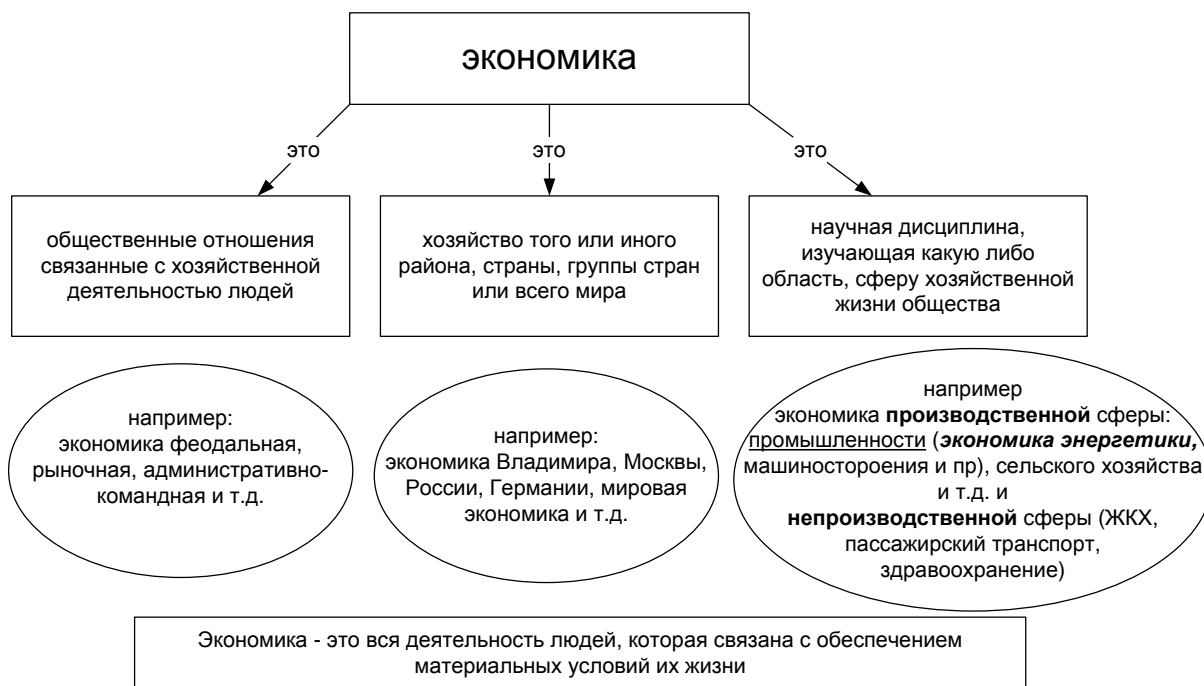 экономика
это
это
это
общественные отношения
связанные с хозяйственной
деятельностью людей
хозяйство того или иного
района, страны, группы стран
или всего мира
научная дисциплина,
изучающая какую либо
область, сферу хозяйственной
жизни общества
например:
экономика феодальная,
рыночная, административно-
командная и т.д.
например:
экономика Владимира, Москвы,
России, Германии, мировая
экономика и т.д.
например
экономика производственной сферы:
промышленности (экономика энергетики,
машиностороения и пр), сельского хозяйства
и т.д. и
непроизводственной сферы (ЖКХ,
пассажирский транспорт,
здравоохранение)
Экономика - это вся деятельность людей, которая связана с обеспечением
материальных условий их жизни